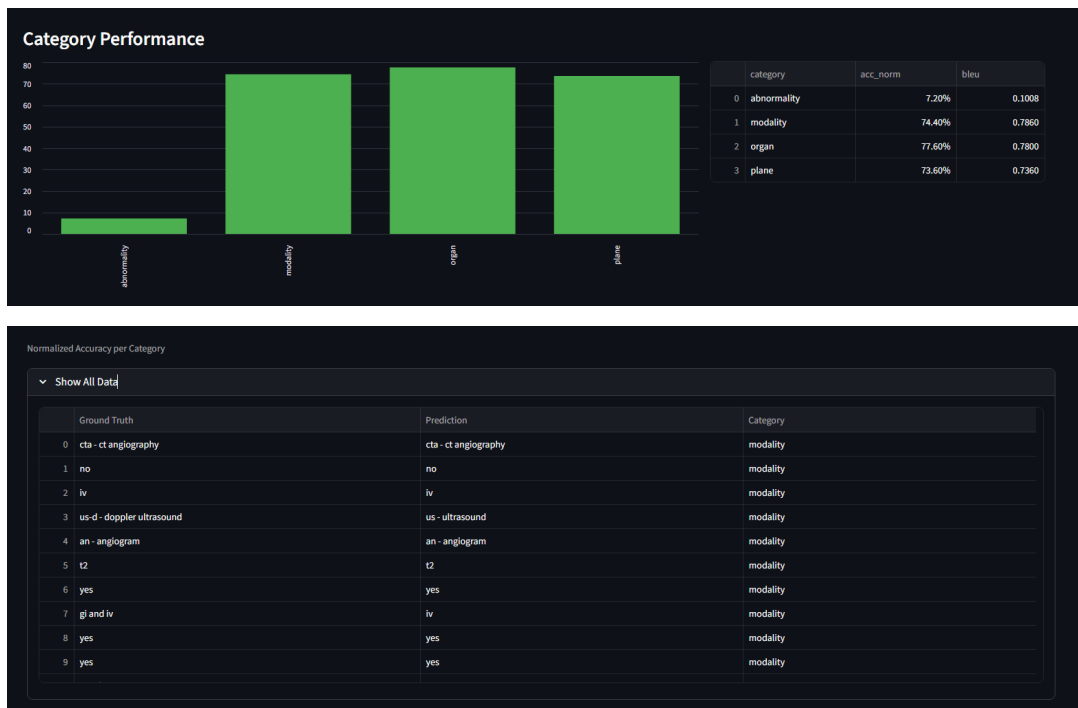 Category Performance
80
70
60
50
40
30
20
10
0
abnormality
modality
organ
plane
category acc_norm bleu
0 abnormality 7.20% 0.1008
1 modality 74.40% 0.7860
2 organ 77.60% 0.7800
3 plane 73.60% 0.7360
Normalized Accuracy per Category
Show All Data
Ground Truth Prediction Category
0 cta - ct angiography cta - ct angiography modality
1 no no modality
2 iv iv modality
3 us-d - doppler ultrasound us - ultrasound modality
4 an - angiogram an - angiogram modality
5 t2 t2 modality
6 yes yes modality
7 gi and iv iv modality
8 yes yes modality
9 yes yes modality